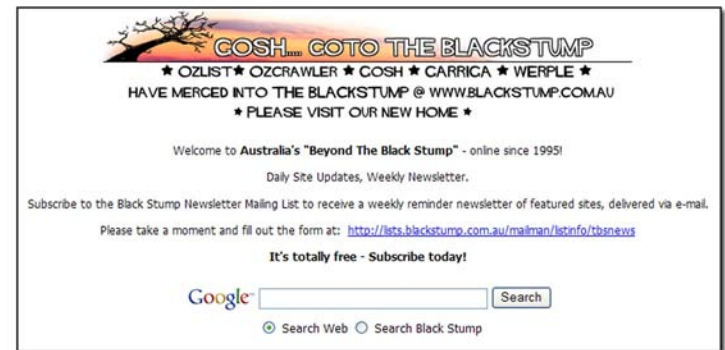 GOSH.... GOTO THE BLACKSTUMP
★ OZLIST★ OZCRAWLER ★ GOSH ★ CARRICA ★ WERPLE ★
HAVE MERCED INTO THE BLACKSTUMP @ WWW.BLACKSTUMP.COM.AU
★ PLEASE VISIT OUR NEW HOME ★
Welcome to Australia's "Beyond The Black Stump" - online since 1995!
Daily Site Updates, Weekly Newsletter.
Subscribe to the Black Stump Newsletter Mailing List to receive a weekly reminder newsletter of featured sites, delivered via e-mail.
Please take a moment and fill out the form at: http://lists.blackstump.com.au/mailman/listinfo/tbsnews
It's totally free - Subscribe today!
Google™ Search
Search Web Search Black Stump